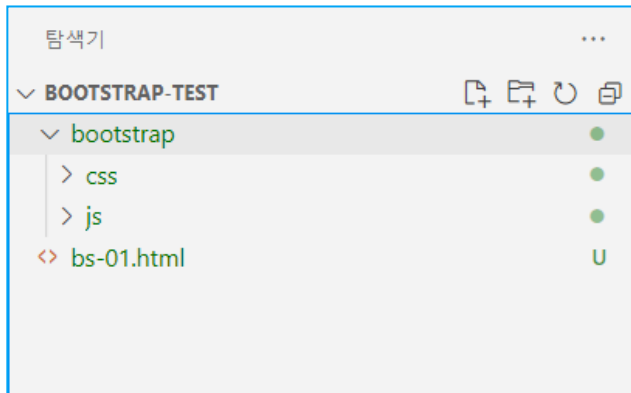 탐색기
BOOTSTRAP-TEST
bootstrap
css
js
bs-01.html U